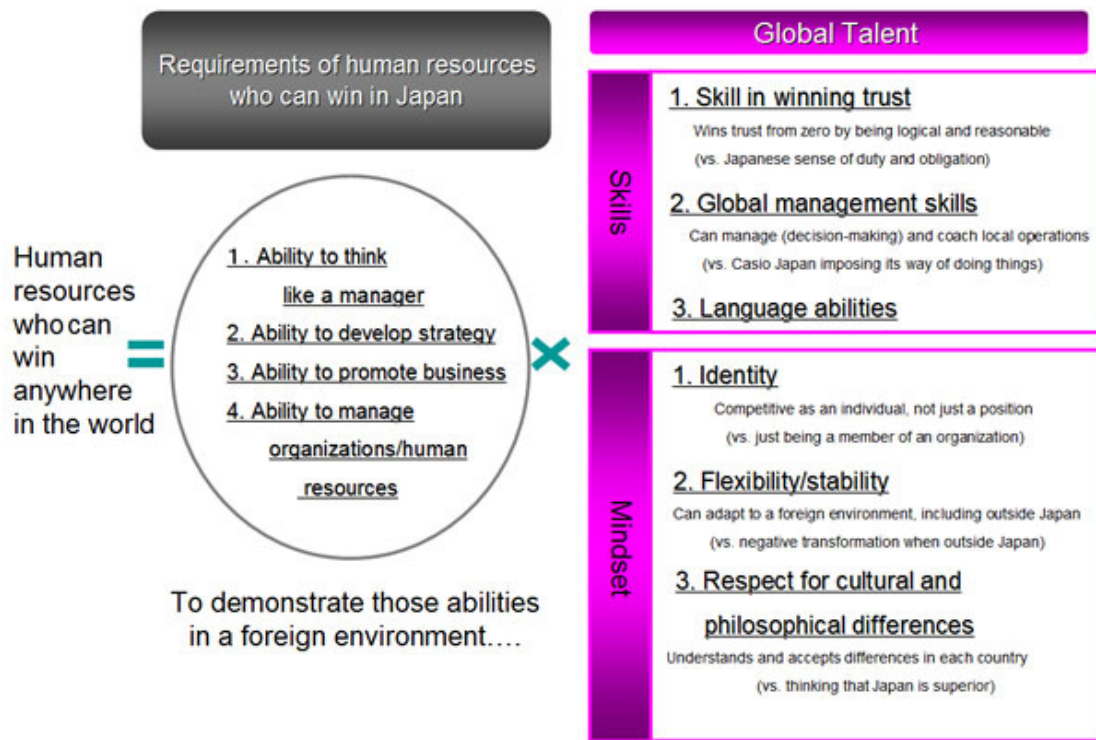 Requirements of human resources
who can win in Japan
Human
resources
who can
win
anywhere
in the world
=
1. Ability to think
like a manager
2. Ability to develop strategy
3. Ability to promote business
4. Ability to manage
organizations/human
resources
×
To demonstrate those abilities
in a foreign environment....
Global Talent
Skills
1. Skill in winning trust
Wins trust from zero by being logical and reasonable
(vs. Japanese sense of duty and obligation)
2. Global management skills
Can manage (decision-making) and coach local operations
(vs. Casio Japan imposing its way of doing things)
3. Language abilities
Mindset
1. Identity
Competitive as an individual, not just a position
(vs. just being a member of an organization)
2. Flexibility/stability
Can adapt to a foreign environment, including outside Japan
(vs. negative transformation when outside Japan)
3. Respect for cultural and
philosophical differences
Understands and accepts differences in each country
(vs. thinking that Japan is superior)